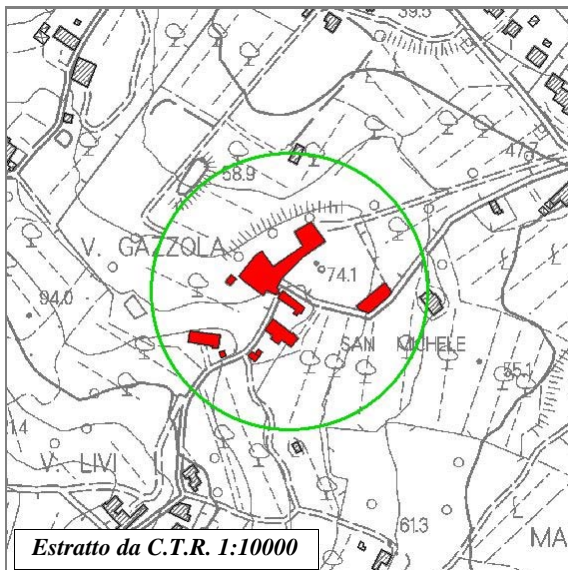 39.5
58.9
47.7
V. GAZZOLA
74.1
94.0
SAN MICHELE
55.1
V. LIVI
61.3
MA
Estratto da C.T.R. 1:10000